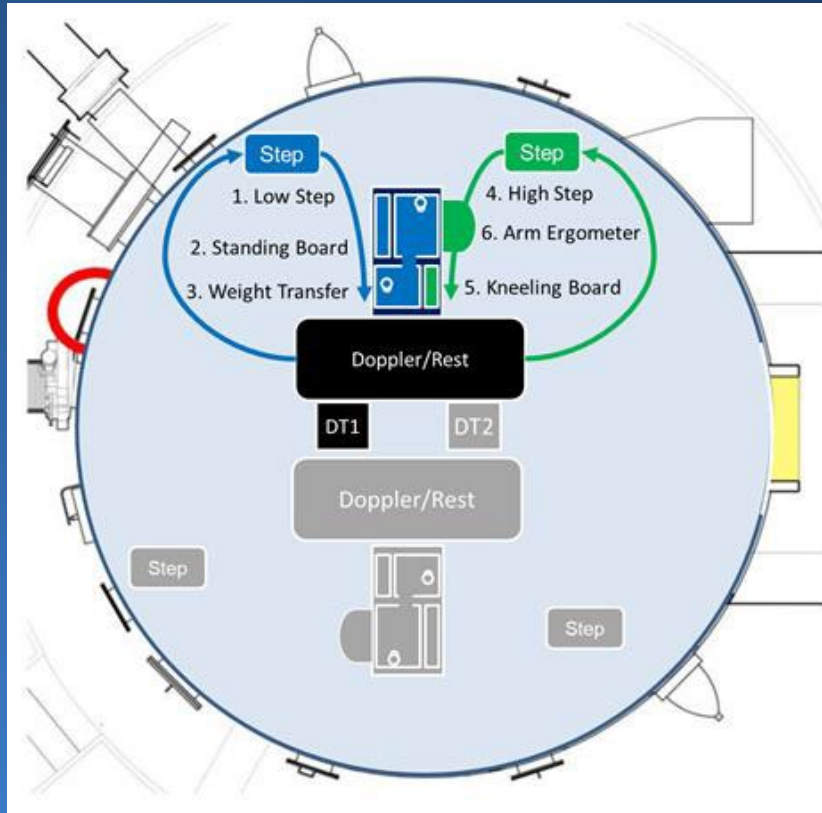 Step
Step
1. Low Step
4. High Step
2. Standing Board
6. Arm Ergometer
3. Weight Transfer
5. Kneeling Board
Doppler/Rest
DT1
DT2
Doppler/Rest
Step
Step